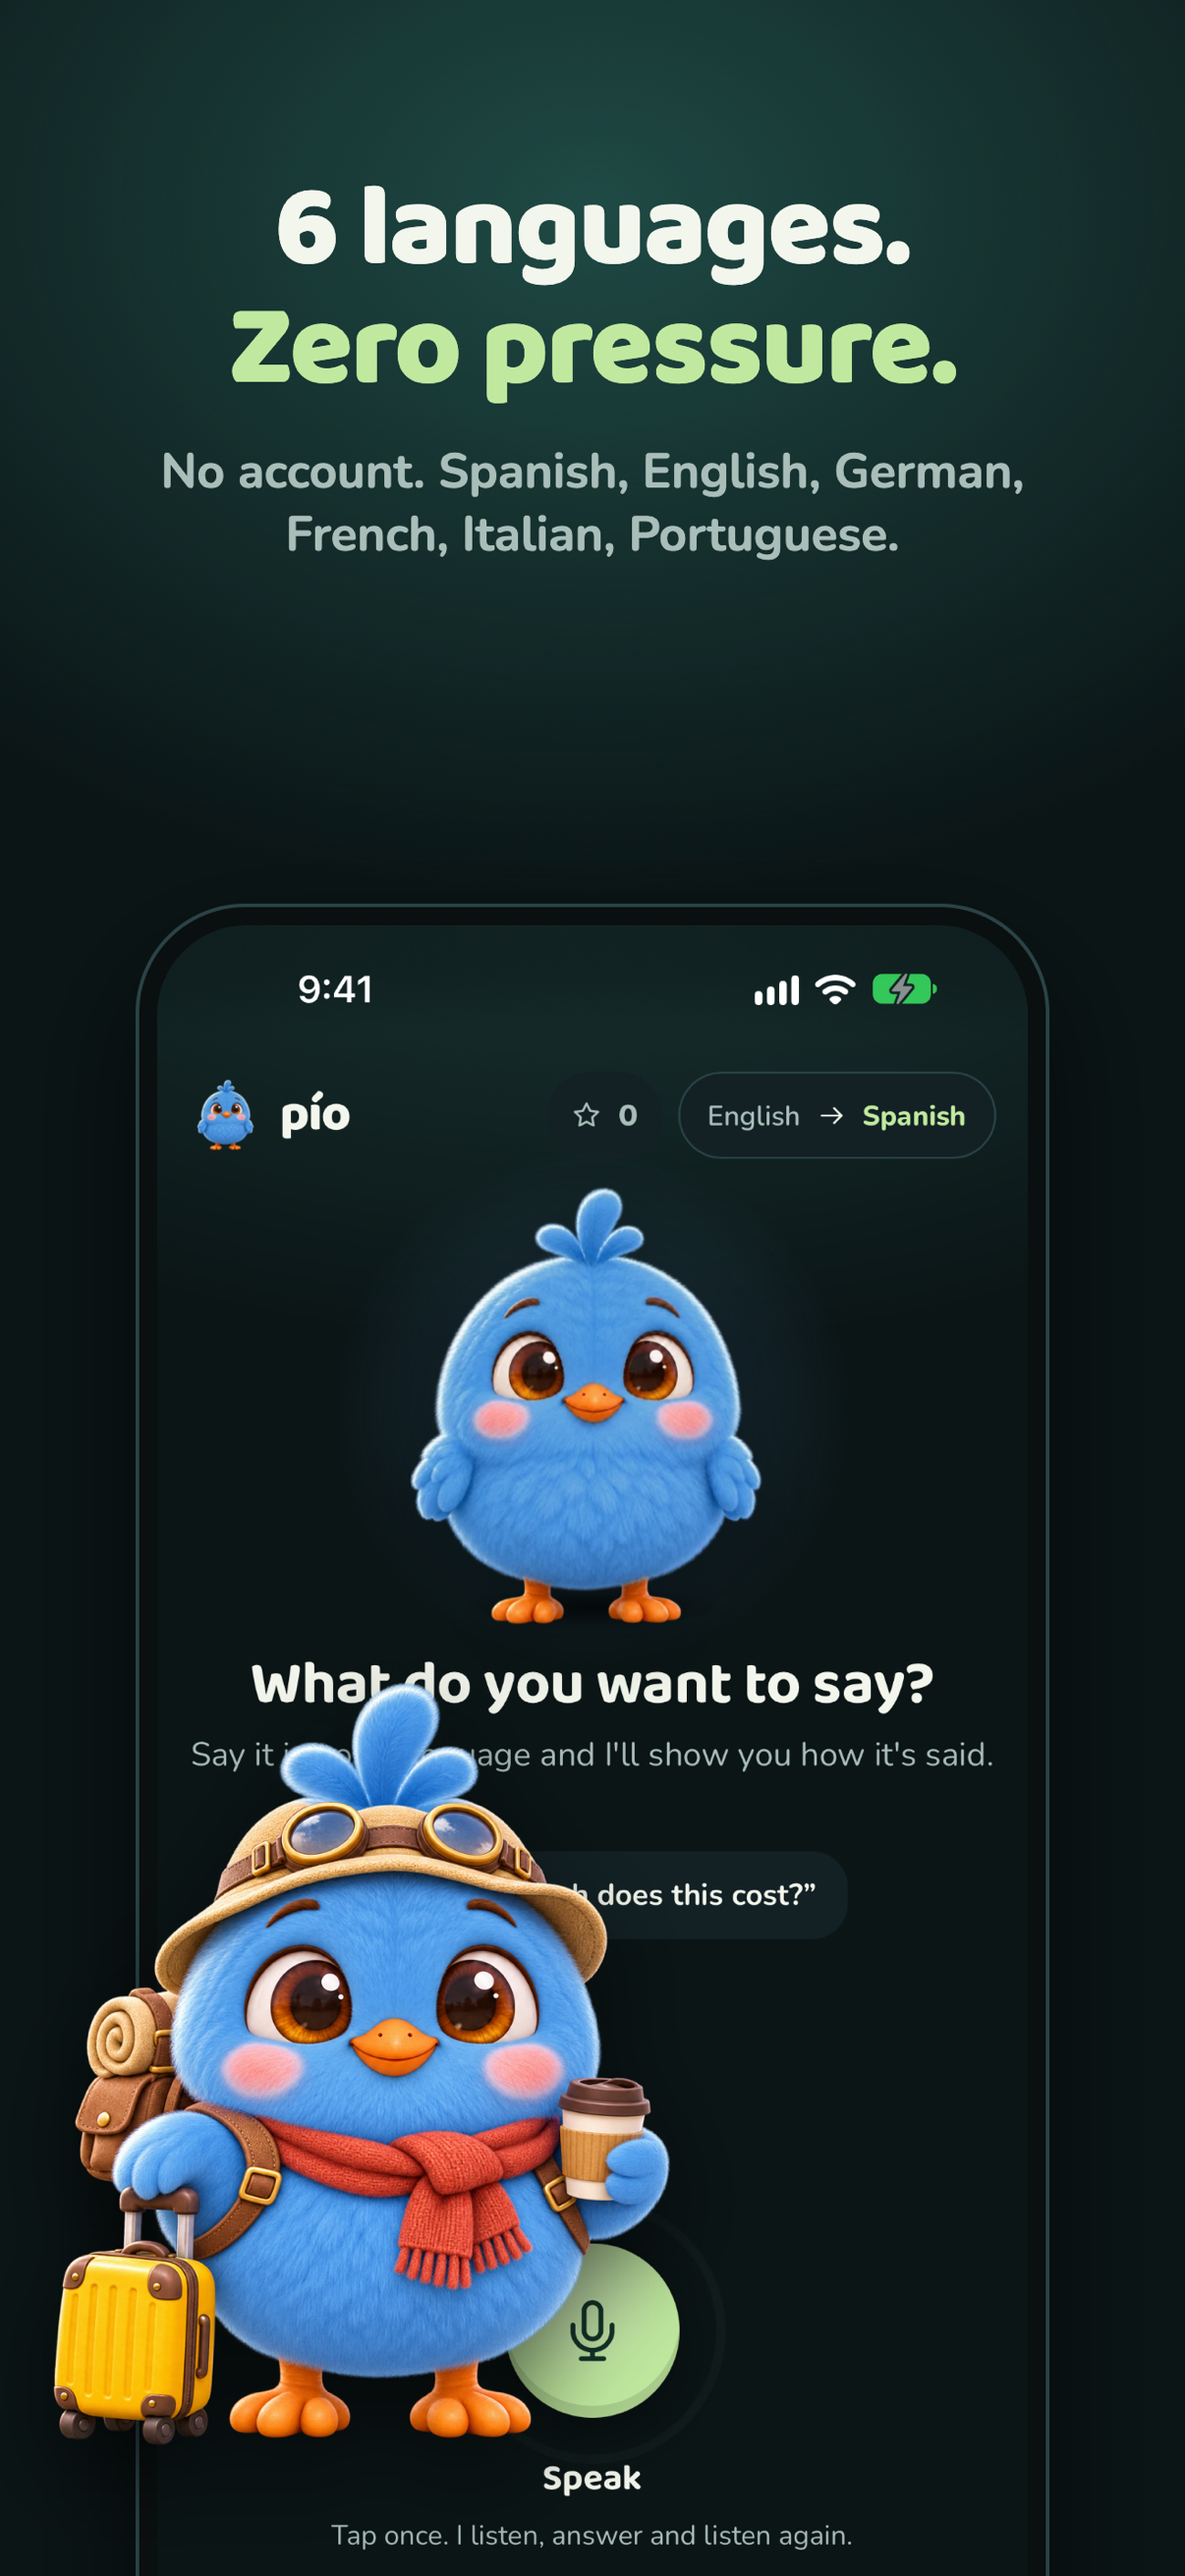 6 languages.
Zero pressure.
No account. Spanish, English, German,
French, Italian, Portuguese.
9:41
pío
0
English → Spanish
What do you want to say?
Say it and I'll show you how it's said.
does this cost?”
Speak
Tap once. I listen, answer and listen again.